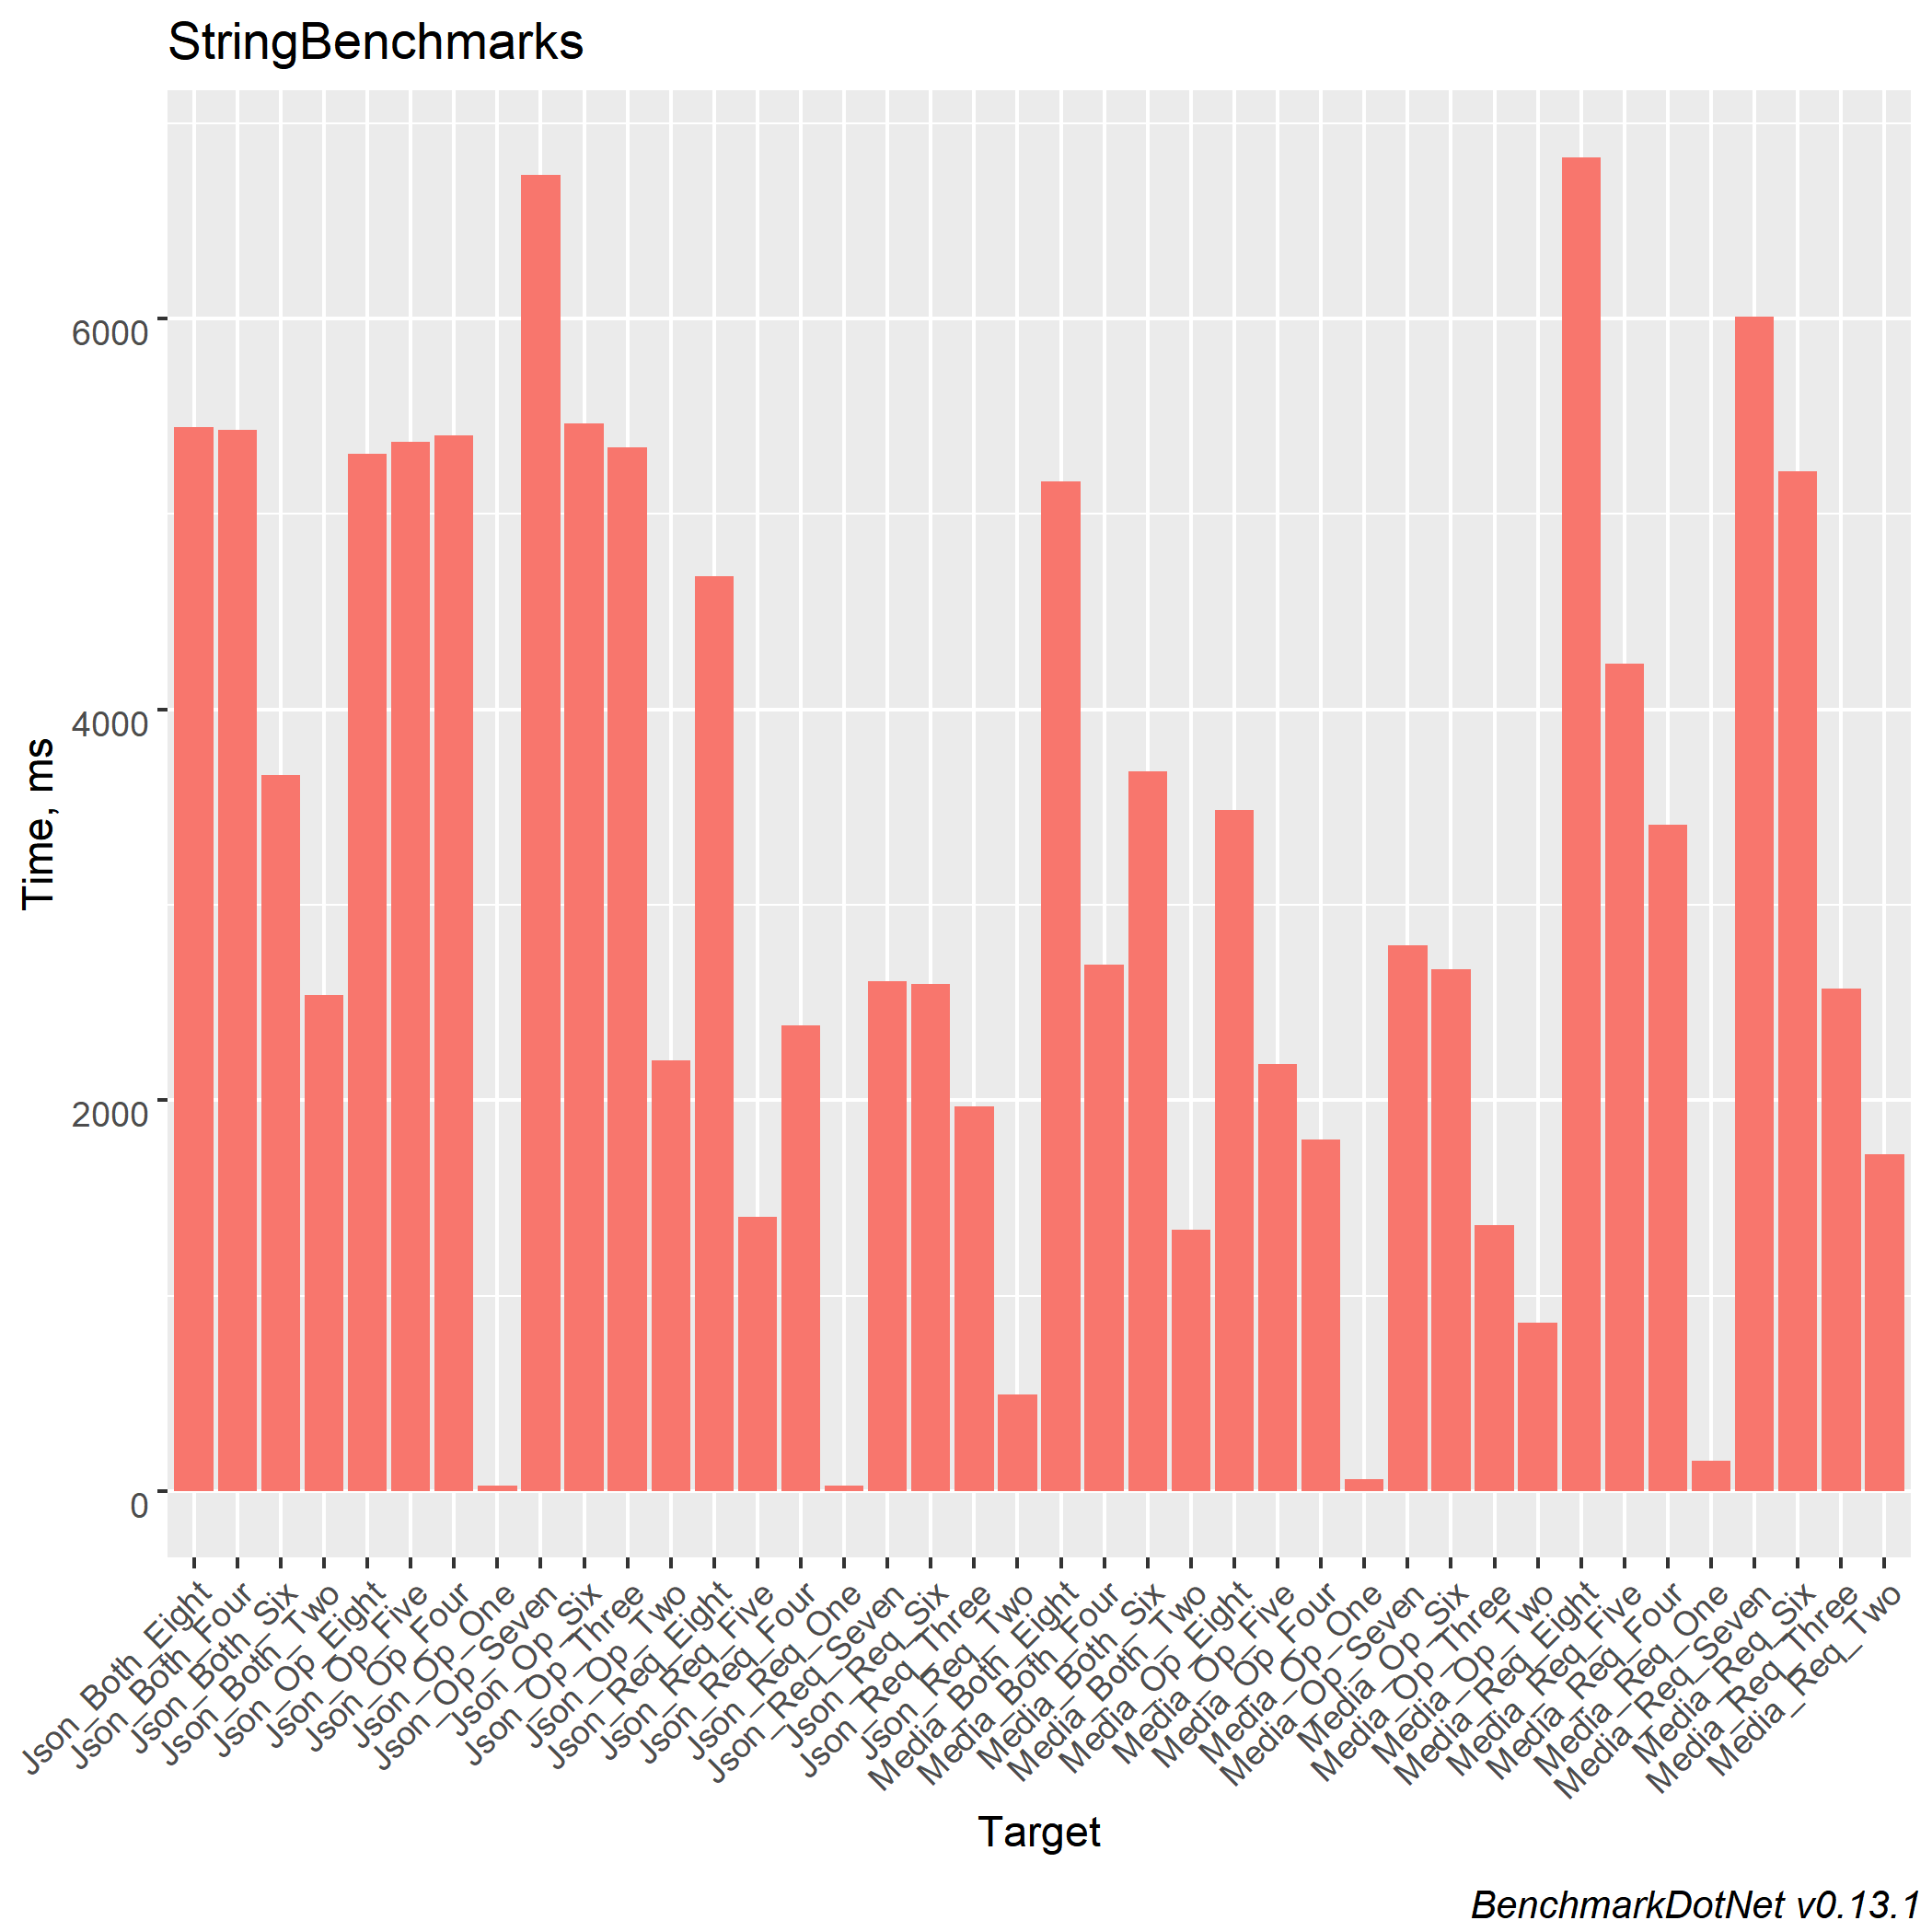 StringBenchmarks
Time, ms
6000
4000
2000
0
Json_Both_Eight
Json_Both_Four
Json_Both_Six
Json_Both_Two
Json_Op_Eight
Json_Op_Five
Json_Op_Four
Json_Op_One
Json_Op_Seven
Json_Op_Six
Json_Op_Three
Json_Op_Two
Json_Req_Eight
Json_Req_Five
Json_Req_Four
Json_Req_One
Json_Req_Seven
Json_Req_Six
Json_Req_Three
Json_Req_Two
Media_Both_Eight
Media_Both_Four
Media_Both_Six
Media_Both_Two
Media_Op_Eight
Media_Op_Five
Media_Op_Four
Media_Op_One
Media_Op_Seven
Media_Op_Six
Media_Op_Three
Media_Op_Two
Media_Req_Eight
Media_Req_Five
Media_Req_Four
Media_Req_One
Media_Req_Seven
Media_Req_Six
Media_Req_Three
Media_Req_Two
Target
BenchmarkDotNet v0.13.1